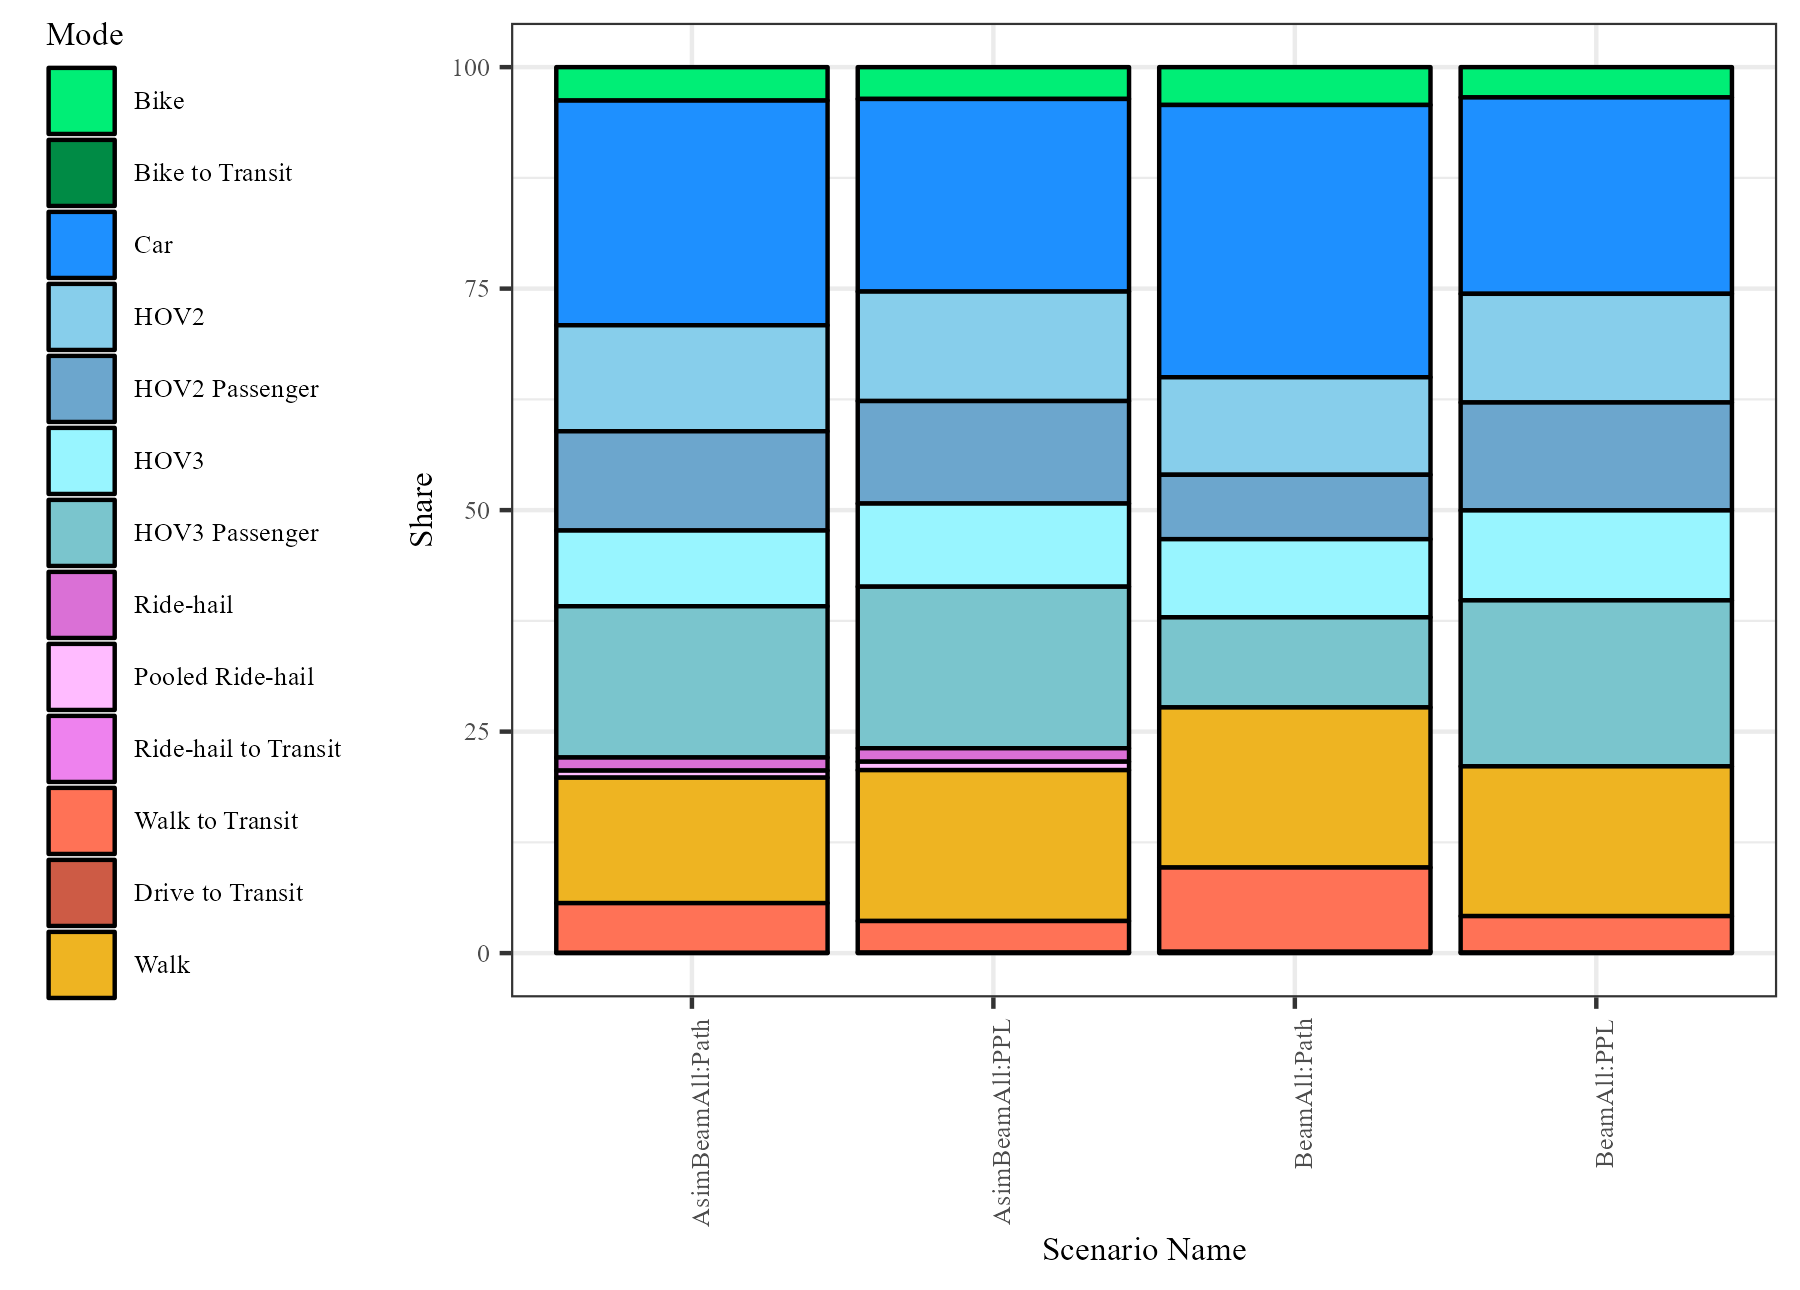 Mode
Bike
Bike to Transit
Car
HOV2
HOV2 Passenger
HOV3
HOV3 Passenger
Ride-hail
Pooled Ride-hail
Ride-hail to Transit
Walk to Transit
Drive to Transit
Walk
Share
100
75
50
25
0
AsimBeamAll:Path
AsimBeamAll:PPL
BeamAll:Path
BeamAll:PPL
Scenario Name